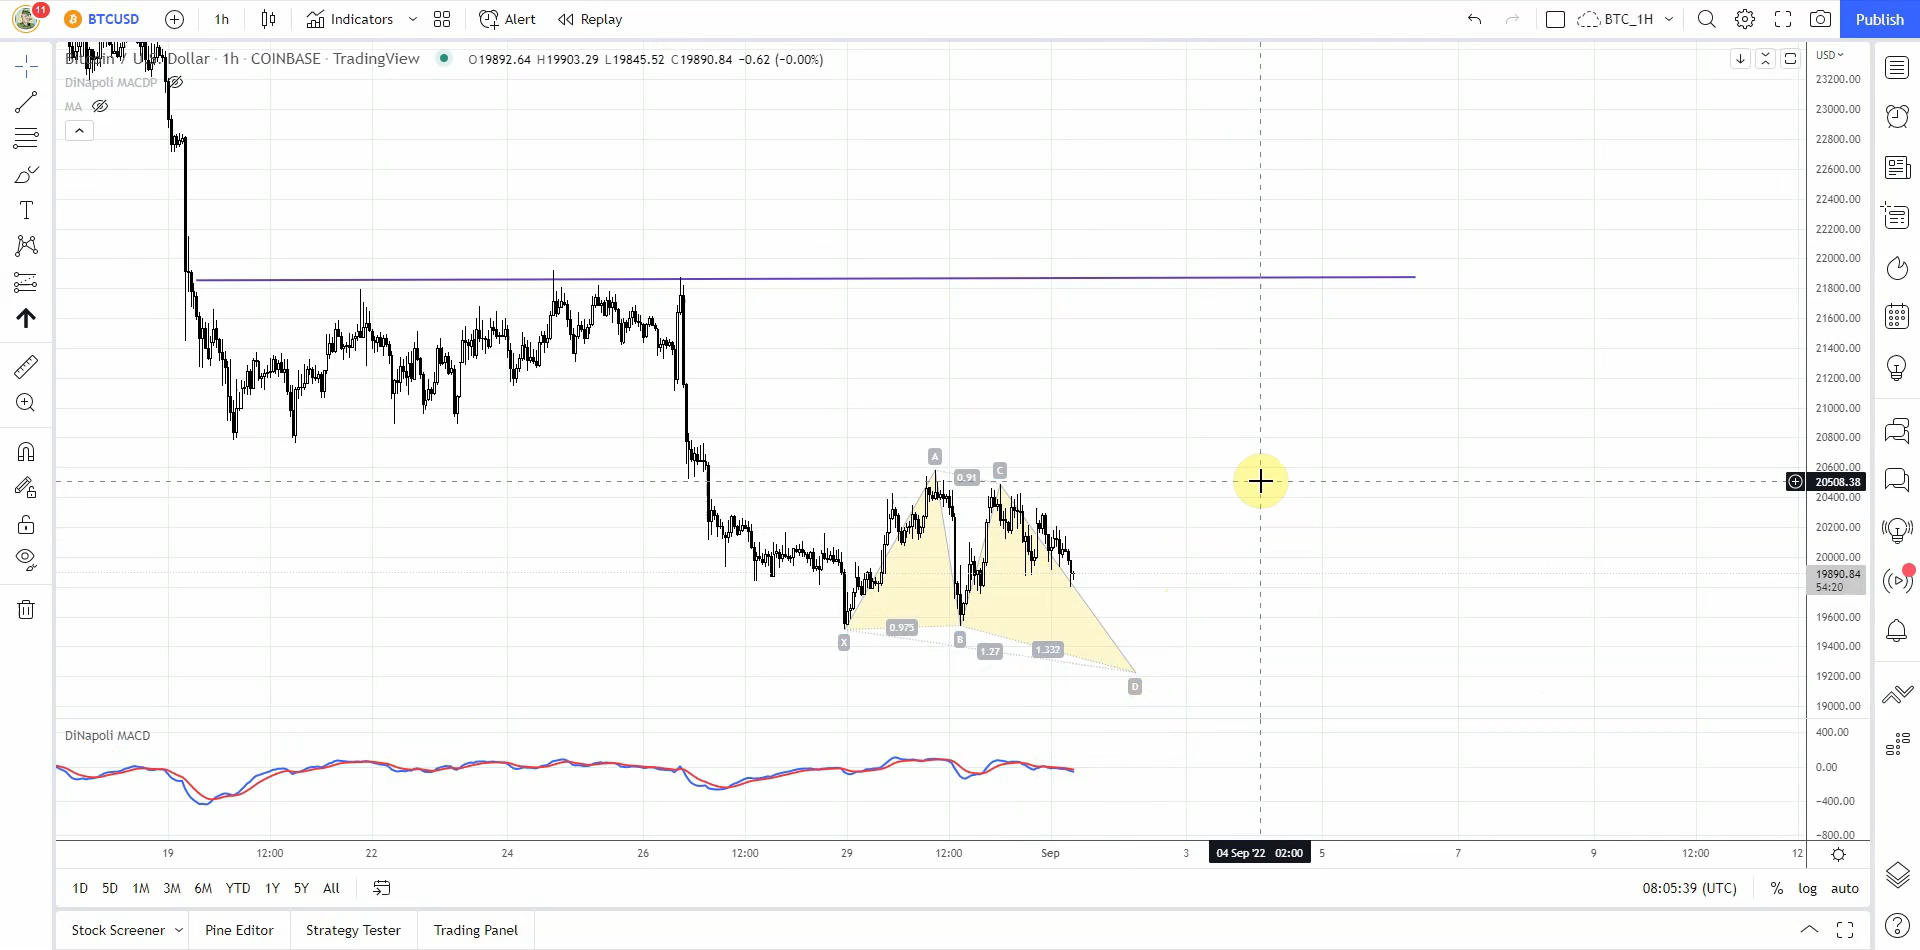 11 BTCUSD 1h Indicators Alert Replay BTC_1H Publish
Bitcoin / U.S. Dollar · 1h · COINBASE · TradingView O19892.64 H19903.29 L19845.52 C19890.84 −0.62 (−0.00%)
USD
DiNapoli MACDP
MA
23200.00
23000.00
22800.00
22600.00
22400.00
22200.00
22000.00
21800.00
21600.00
21400.00
21200.00
21000.00
20800.00
20600.00
20508.38
20400.00
20200.00
20000.00
19890.84
54:20
19600.00
19400.00
19200.00
19000.00
A
C
0.91
0.975
X
B
1.27
1.332
D
DiNapoli MACD
400.00
0.00
−400.00
−800.00
19 12:00 22 24 26 12:00 29 12:00 Sep 3 04 Sep '22 02:00 5 7 9 12:00 12
1D 5D 1M 3M 6M YTD 1Y 5Y All 08:05:39 (UTC) % log auto
Stock Screener Pine Editor Strategy Tester Trading Panel